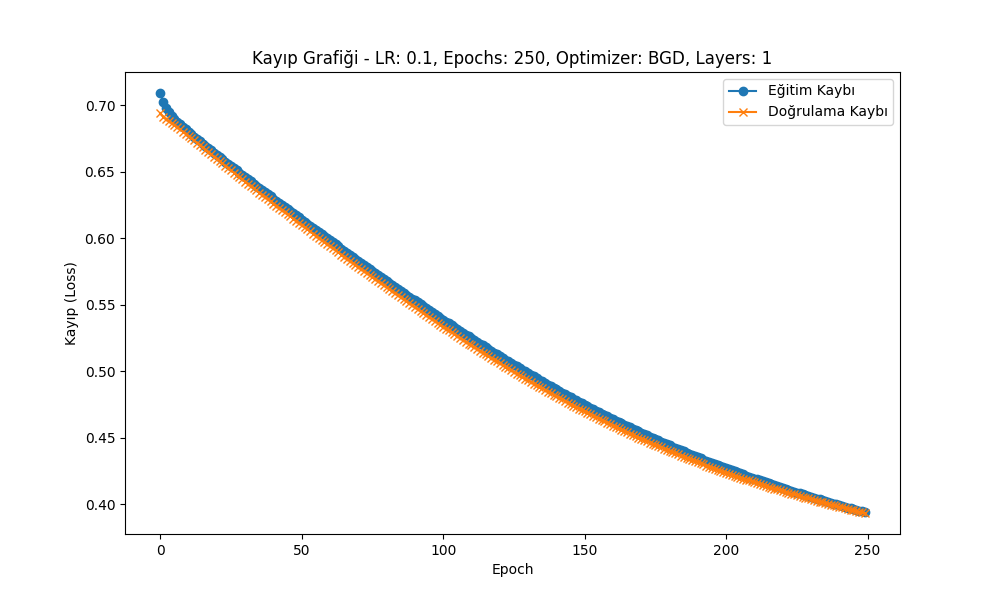 Kayıp Grafiği - LR: 0.1, Epochs: 250, Optimizer: BGD, Layers: 1
Eğitim Kaybı
Doğrulama Kaybı
Kayıp (Loss)
0.70
0.65
0.60
0.55
0.50
0.45
0.40
0
50
100
150
200
250
Epoch